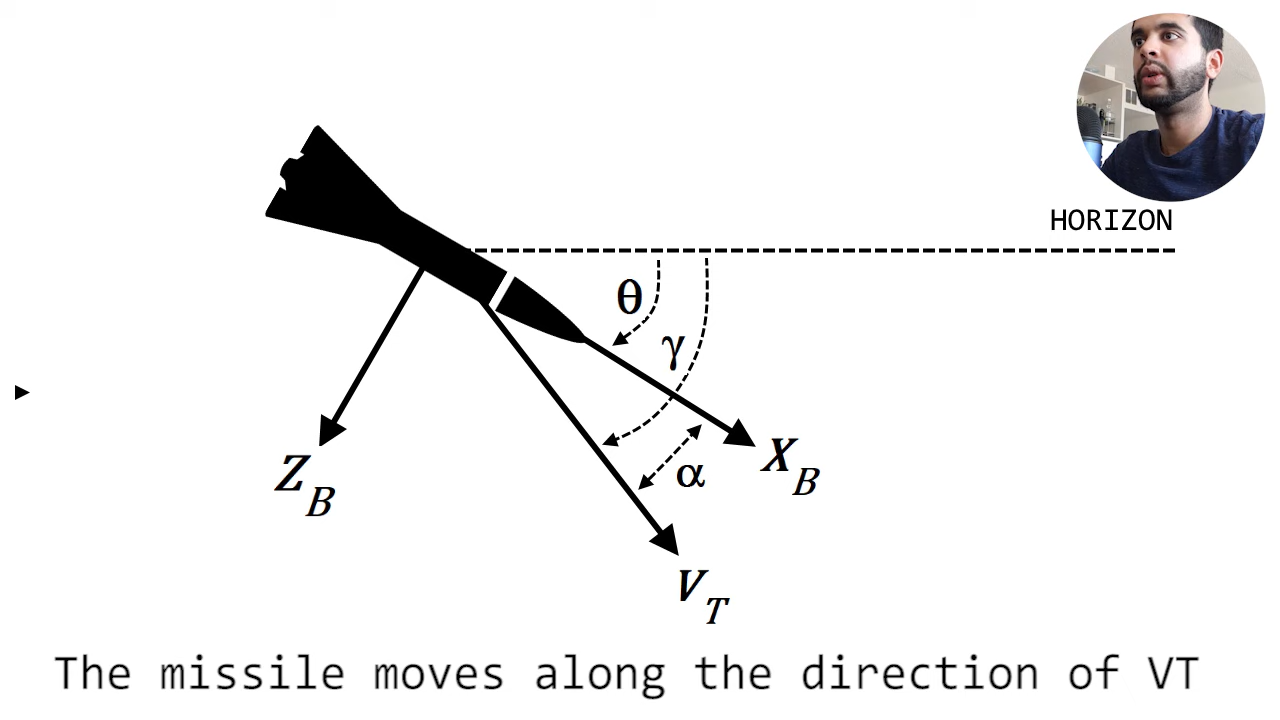 HORIZON
θ
γ
α
X_B
Z_B
V_T
The missile moves along the direction of VT